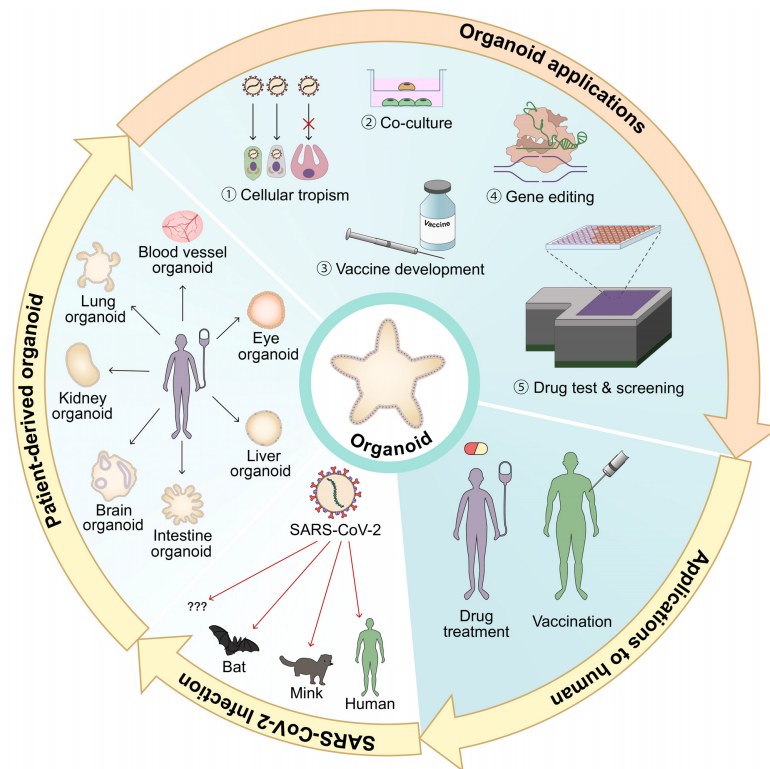 Organoid applications
① Cellular tropism
② Co-culture
④ Gene editing
Vaccine
③ Vaccine development
⑤ Drug test & screening
Patient-derived organoid
Blood vessel
organoid
Lung
organoid
Eye
organoid
Kidney
organoid
Liver
organoid
Brain
organoid
Intestine
organoid
Organoid
SARS-CoV-2
???
Bat
Mink
Human
SARS-CoV-2 Infection
Drug
treatment
Vaccination
Applications to human